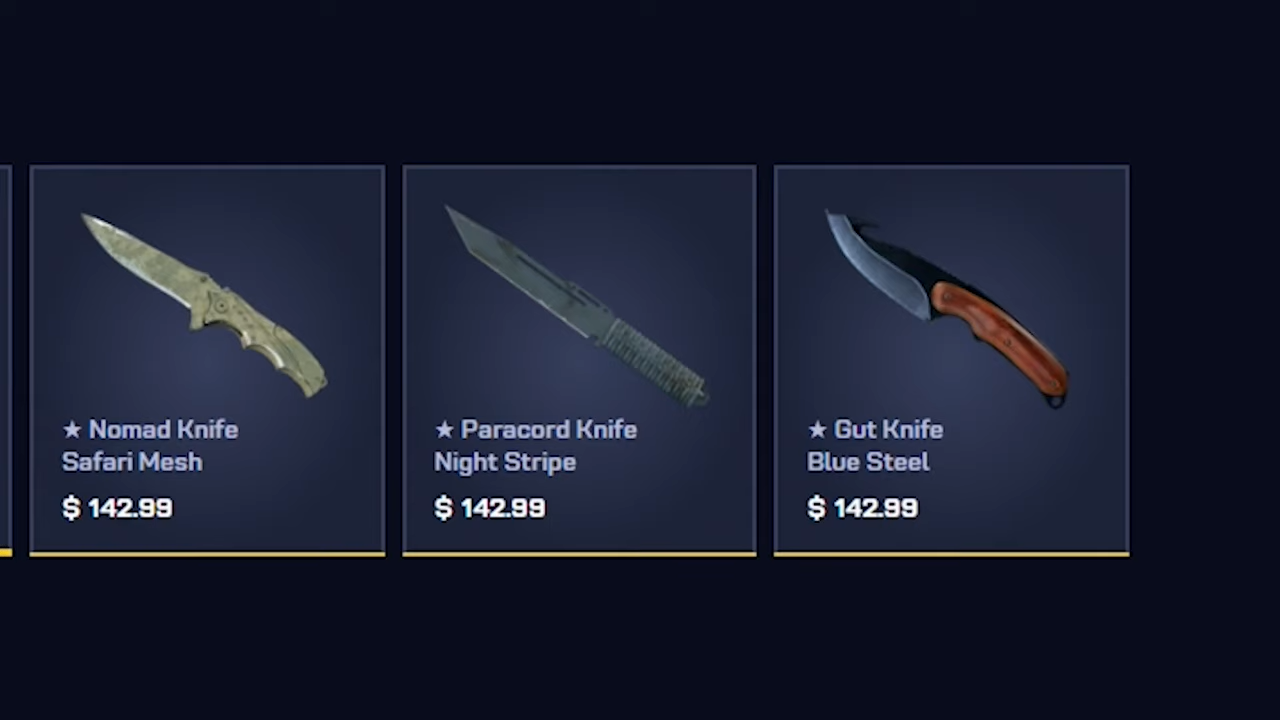 ★ Nomad Knife
Safari Mesh
$ 142.99
★ Paracord Knife
Night Stripe
$ 142.99
★ Gut Knife
Blue Steel
$ 142.99